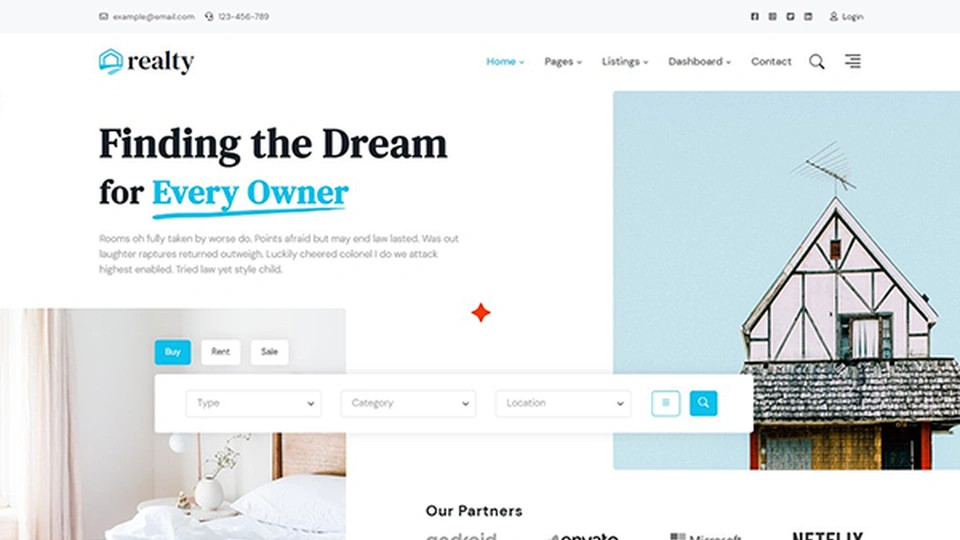 example@email.com 123-456-789 Login
realty Home Pages Listings Dashboard Contact
Finding the Dream
for Every Owner
Rooms oh fully taken by worse do. Points afraid but may end law lasted. Was out
laughter raptures returned outweigh. Luckily cheered colonel I do we attack
highest enabled. Tried law yet style child.
Buy Rent Sale
Type Category Location
Our Partners
android envato Microsoft NETFLIX